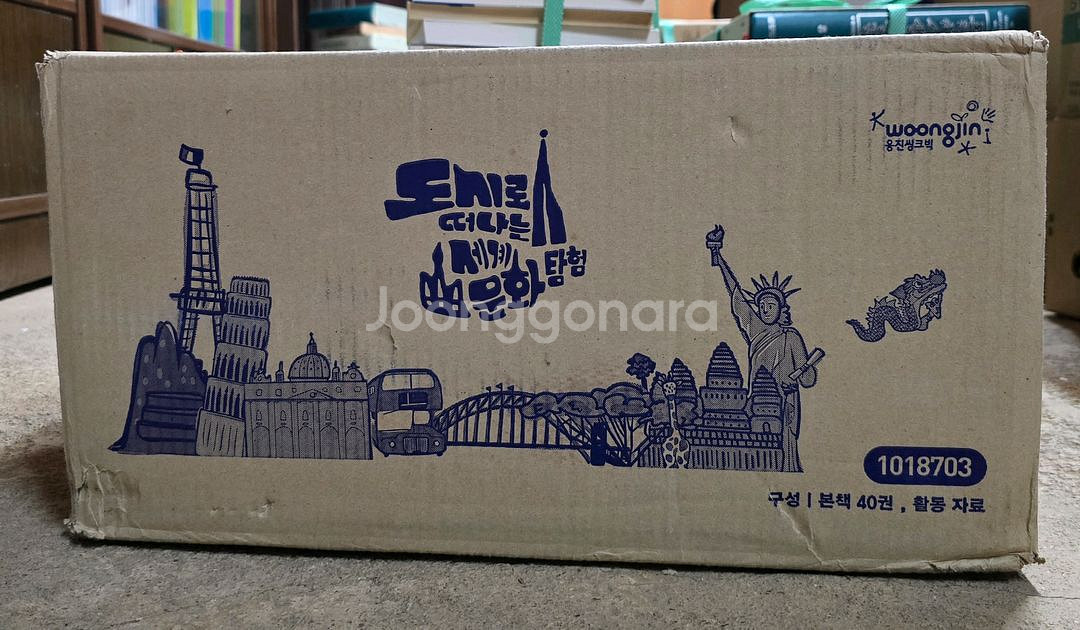 woongjin
웅진씽크빅
도시로
떠나는
세계
문화탐험
Joonggonara
1018703
구성 | 본책 40권 , 활동 자료